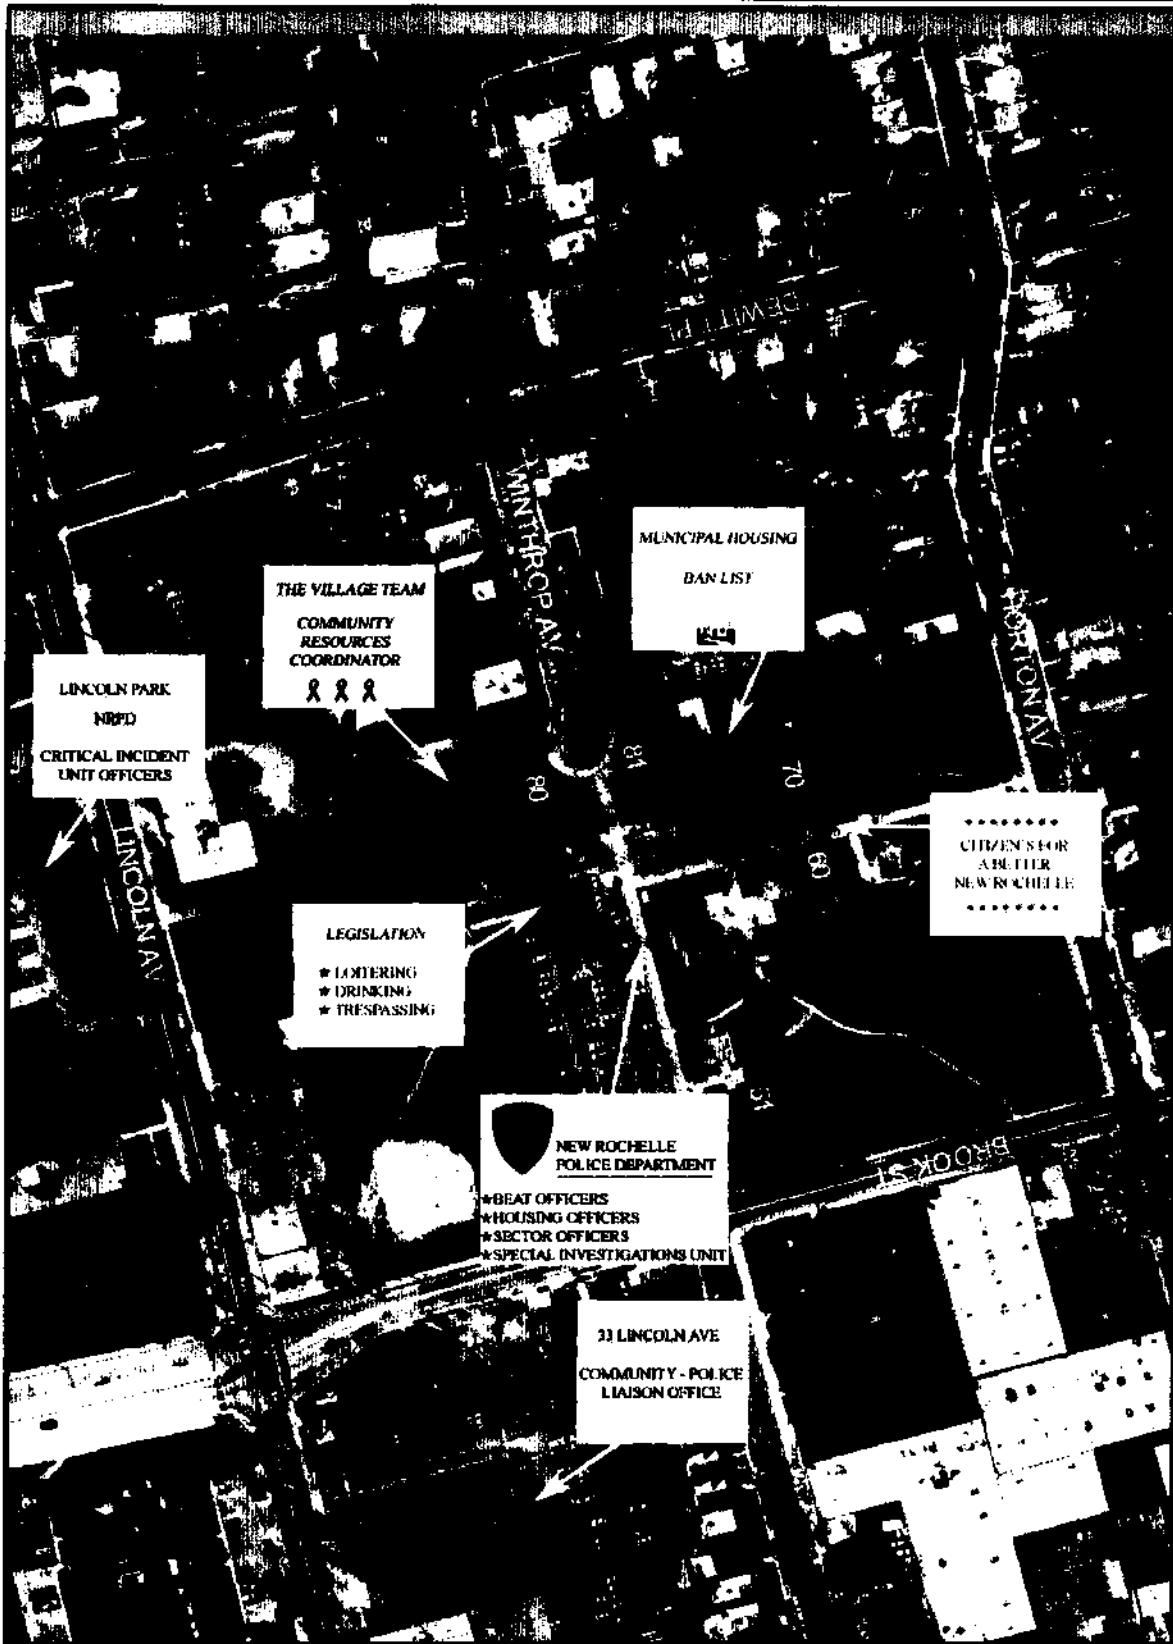 DEWITT PL
WINTHROP AV
MUNICIPAL HOUSING
BAN LIST
THE VILLAGE TEAM
COMMUNITY
RESOURCES
COORDINATOR
HORTON AV
LINCOLN PARK
NRPD
CRITICAL INCIDENT
UNIT OFFICERS
81
70
80
60
CITIZEN'S FOR
A BETTER
NEW ROCHELLE
LINCOLN AV
LEGISLATION
★ LOITERING
★ DRINKING
★ TRESPASSING
51
NEW ROCHELLE
POLICE DEPARTMENT
★BEAT OFFICERS
★HOUSING OFFICERS
★SECTOR OFFICERS
★SPECIAL INVESTIGATIONS UNIT
BROOK ST
33 LINCOLN AVE
COMMUNITY - POLICE
LIAISON OFFICE